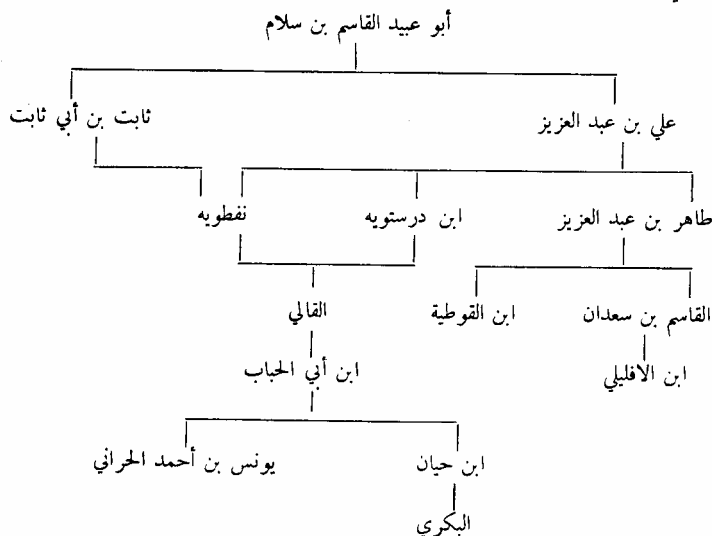 أبو عبيد القاسم بن سلام
علي بن عبد العزيز ثابت بن أبي ثابت
طاهر بن عبد العزيز ابن درستويه نفطويه
القاسم بن سعدان ابن القوطية القالي
ابن الافليلي ابن أبي الحباب
ابن حيان يونس بن أحمد الحراني
البكري